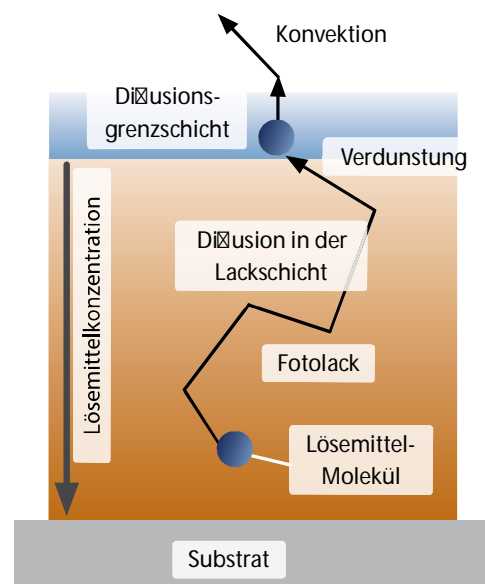 Konvektion
Di☒usions-
grenzschicht
Verdunstung
Lösemittelkonzentration
Di☒usion in der
Lackschicht
Fotolack
Lösemittel-
Molekül
Substrat